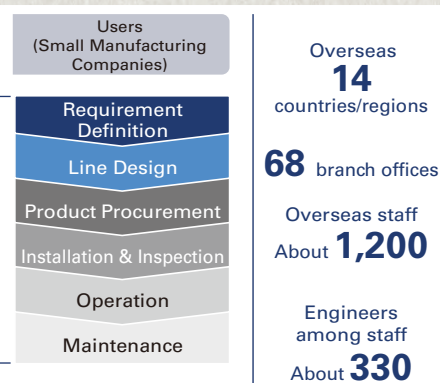 Users
(Small Manufacturing
Companies)
Requirement
Definition
Line Design
Product Procurement
Installation & Inspection
Operation
Maintenance
Overseas
14
countries/regions
68 branch offices
Overseas staff
About 1,200
Engineers
among staff
About 330